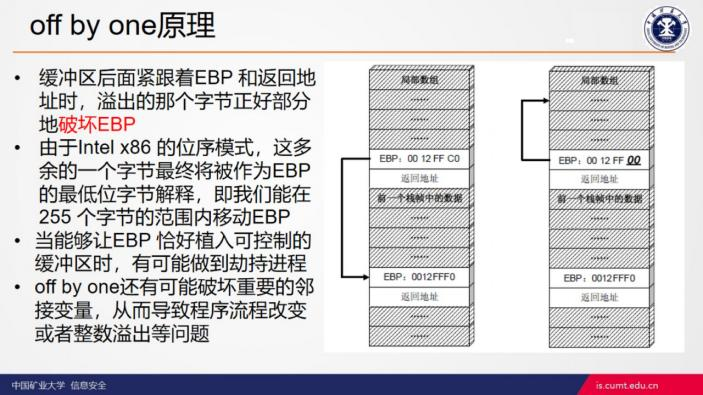 off by one原理
• 缓冲区后面紧跟着EBP 和返回地
址时，溢出的那个字节正好部分
地破坏EBP
• 由于Intel x86 的位序模式，这多
余的一个字节最终将被作为EBP
的最低位字节解释，即我们能在
255 个字节的范围内移动EBP
• 当能够让EBP 恰好植入可控制的
缓冲区时，有可能做到劫持进程
• off by one还有可能破坏重要的邻
接变量，从而导致程序流程改变
或者整数溢出等问题
局部数组
······
······
······
EBP：00 12 FF C0
返回地址
前一个栈帧中的数据
······
······
······
EBP：0012FFF0
返回地址
······
······
局部数组
······
······
······
EBP：00 12 FF 00
返回地址
前一个栈帧中的数据
······
······
······
EBP：0012FFF0
返回地址
······
······
中国矿业大学 信息安全
is.cumt.edu.cn